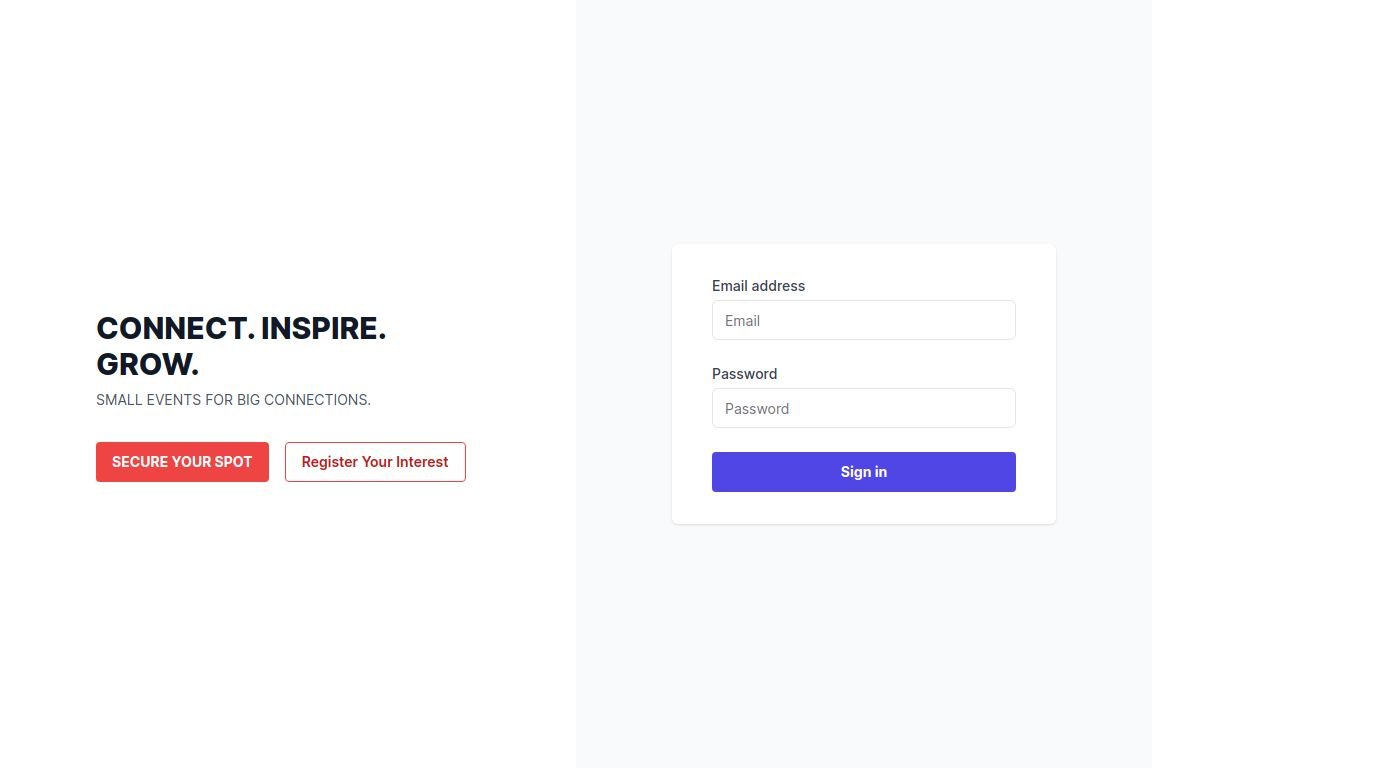 CONNECT. INSPIRE.
GROW.
SMALL EVENTS FOR BIG CONNECTIONS.
SECURE YOUR SPOT
Register Your Interest
Email address
Email
Password
Password
Sign in